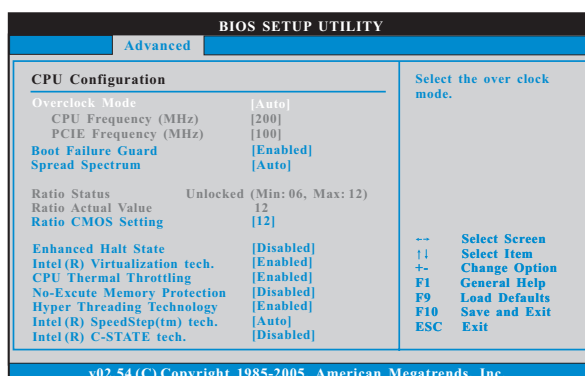 BIOS SETUP UTILITY
Advanced
CPU Configuration
Overclock Mode [Auto]
CPU Frequency (MHz) [200]
PCIE Frequency (MHz) [100]
Boot Failure Guard [Enabled]
Spread Spectrum [Auto]
Ratio Status Unlocked (Min: 06, Max: 12)
Ratio Actual Value 12
Ratio CMOS Setting [12]
Enhanced Halt State [Disabled]
Intel (R) Virtualization tech. [Enabled]
CPU Thermal Throttling [Enabled]
No-Excute Memory Protection [Disabled]
Hyper Threading Technology [Enabled]
Intel (R) SpeedStep(tm) tech. [Auto]
Intel (R) C-STATE tech. [Disabled]
Select the over clock
mode.
←→ Select Screen
↑↓ Select Item
+- Change Option
F1 General Help
F9 Load Defaults
F10 Save and Exit
ESC Exit
v02.54 (C) Copyright 1985-2005, American Megatrends, Inc.